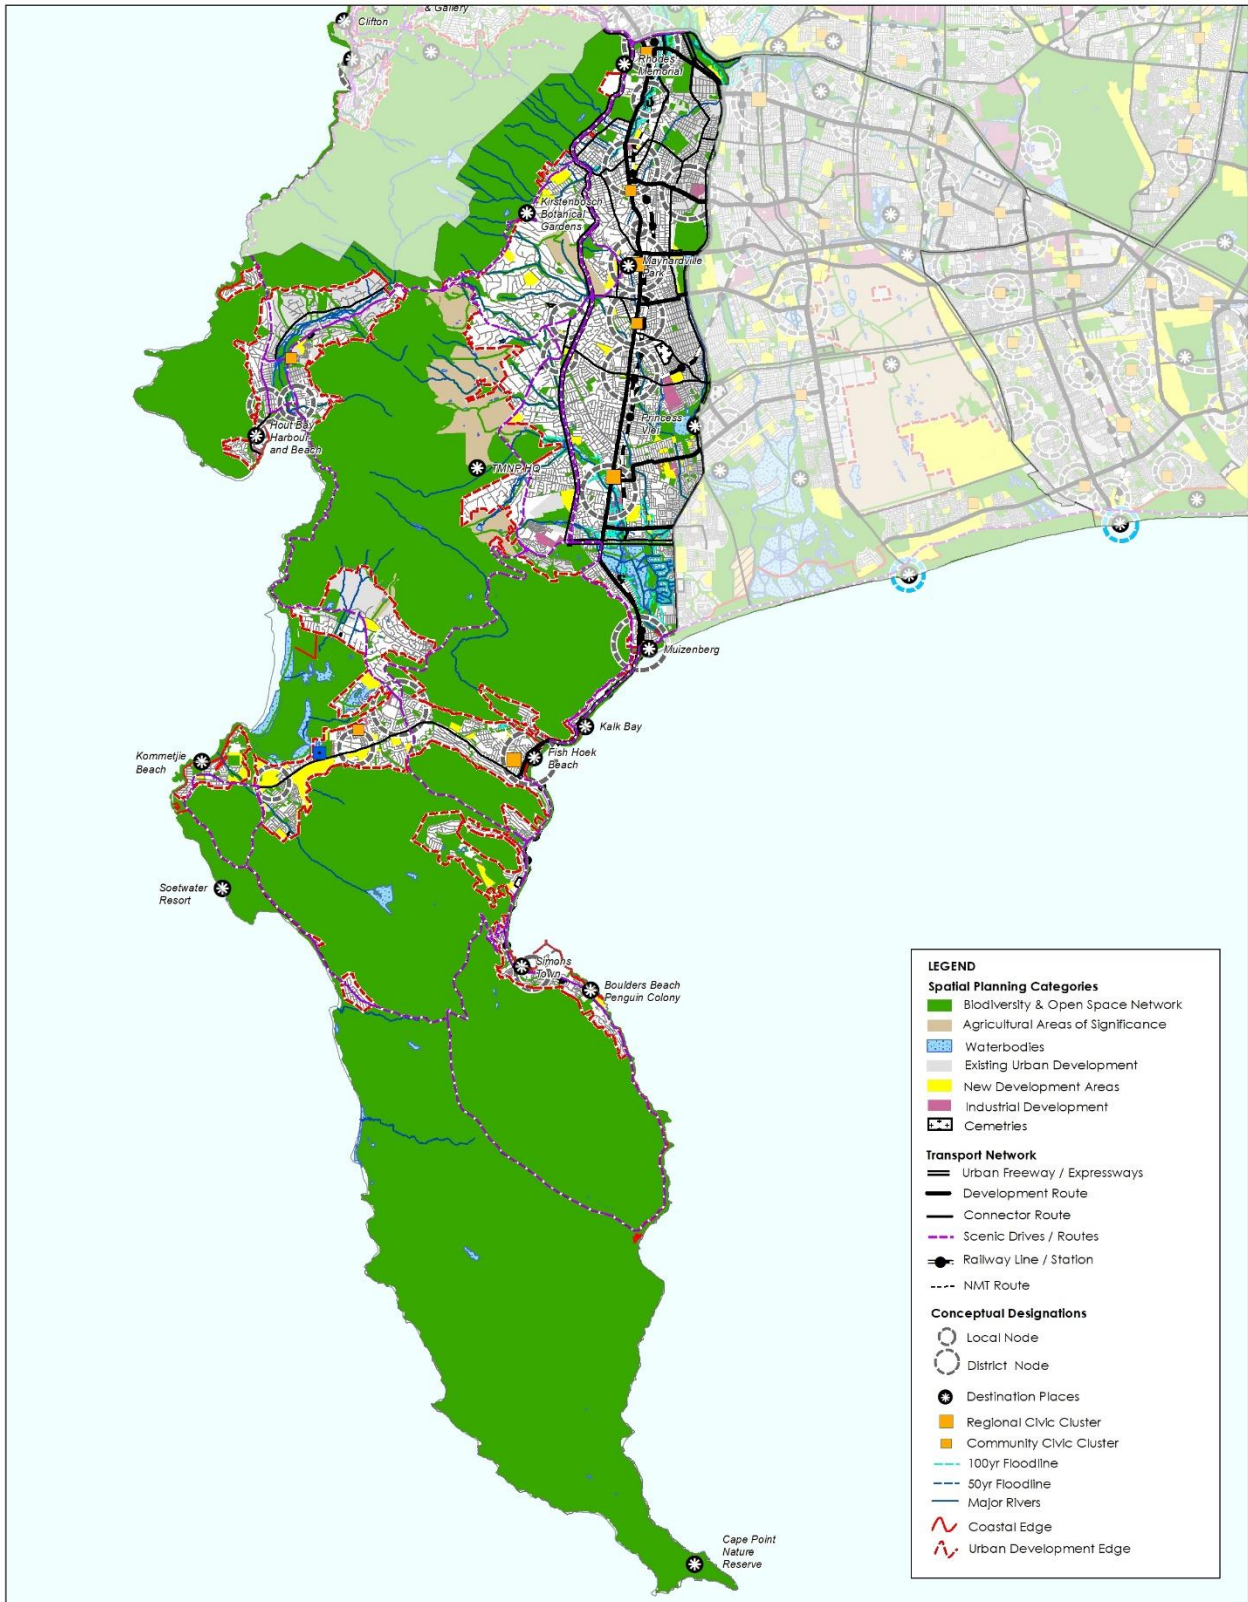 & Gallery
Clifton
Rhodes
Memorial
Kirstenbosch
Botanical
Gardens
Maynardville
Park
Princess
Vlei
Hout Bay
Harbour
and Beach
TMNP HQ
Muizenberg
Kalk Bay
Kommetjie
Beach
Fish Hoek
Beach
Soetwater
Resort
Simons
Town
Boulders Beach
Penguin Colony
Cape Point
Nature
Reserve
LEGEND
Spatial Planning Categories
Biodiversity & Open Space Network
Agricultural Areas of Significance
Waterbodies
Existing Urban Development
New Development Areas
Industrial Development
Cemetries
Transport Network
Urban Freeway / Expressways
Development Route
Connector Route
Scenic Drives / Routes
Railway Line / Station
NMT Route
Conceptual Designations
Local Node
District Node
Destination Places
Regional Civic Cluster
Community Civic Cluster
100yr Floodline
50yr Floodline
Major Rivers
Coastal Edge
Urban Development Edge